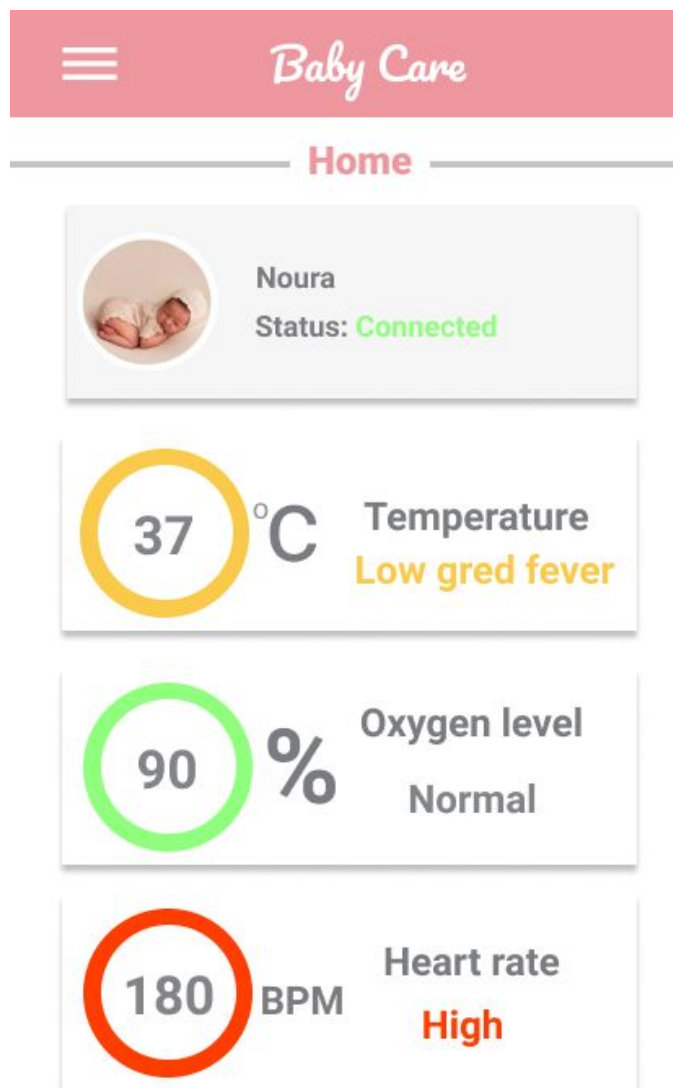 Baby Care
Home
Noura
Status: Connected
37 °C Temperature
Low gred fever
90 % Oxygen level
Normal
180 BPM Heart rate
High